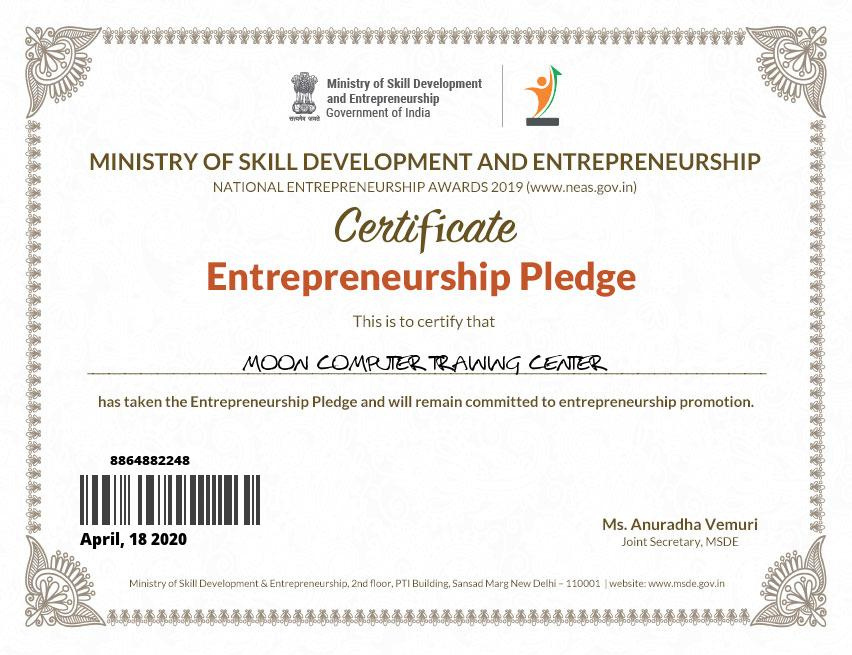 Ministry of Skill Development
and Entrepreneurship
Government of India
सत्यमेव जयते
MINISTRY OF SKILL DEVELOPMENT AND ENTREPRENEURSHIP
NATIONAL ENTREPRENEURSHIP AWARDS 2019 (www.neas.gov.in)
Certificate
Entrepreneurship Pledge
This is to certify that
MOON COMPUTER TRAINING CENTER
has taken the Entrepreneurship Pledge and will remain committed to entrepreneurship promotion.
8864882248
April, 18 2020
Ms. Anuradha Vemuri
Joint Secretary, MSDE
Ministry of Skill Development & Entrepreneurship, 2nd floor, PTI Building, Sansad Marg New Delhi – 110001 | website: www.msde.gov.in